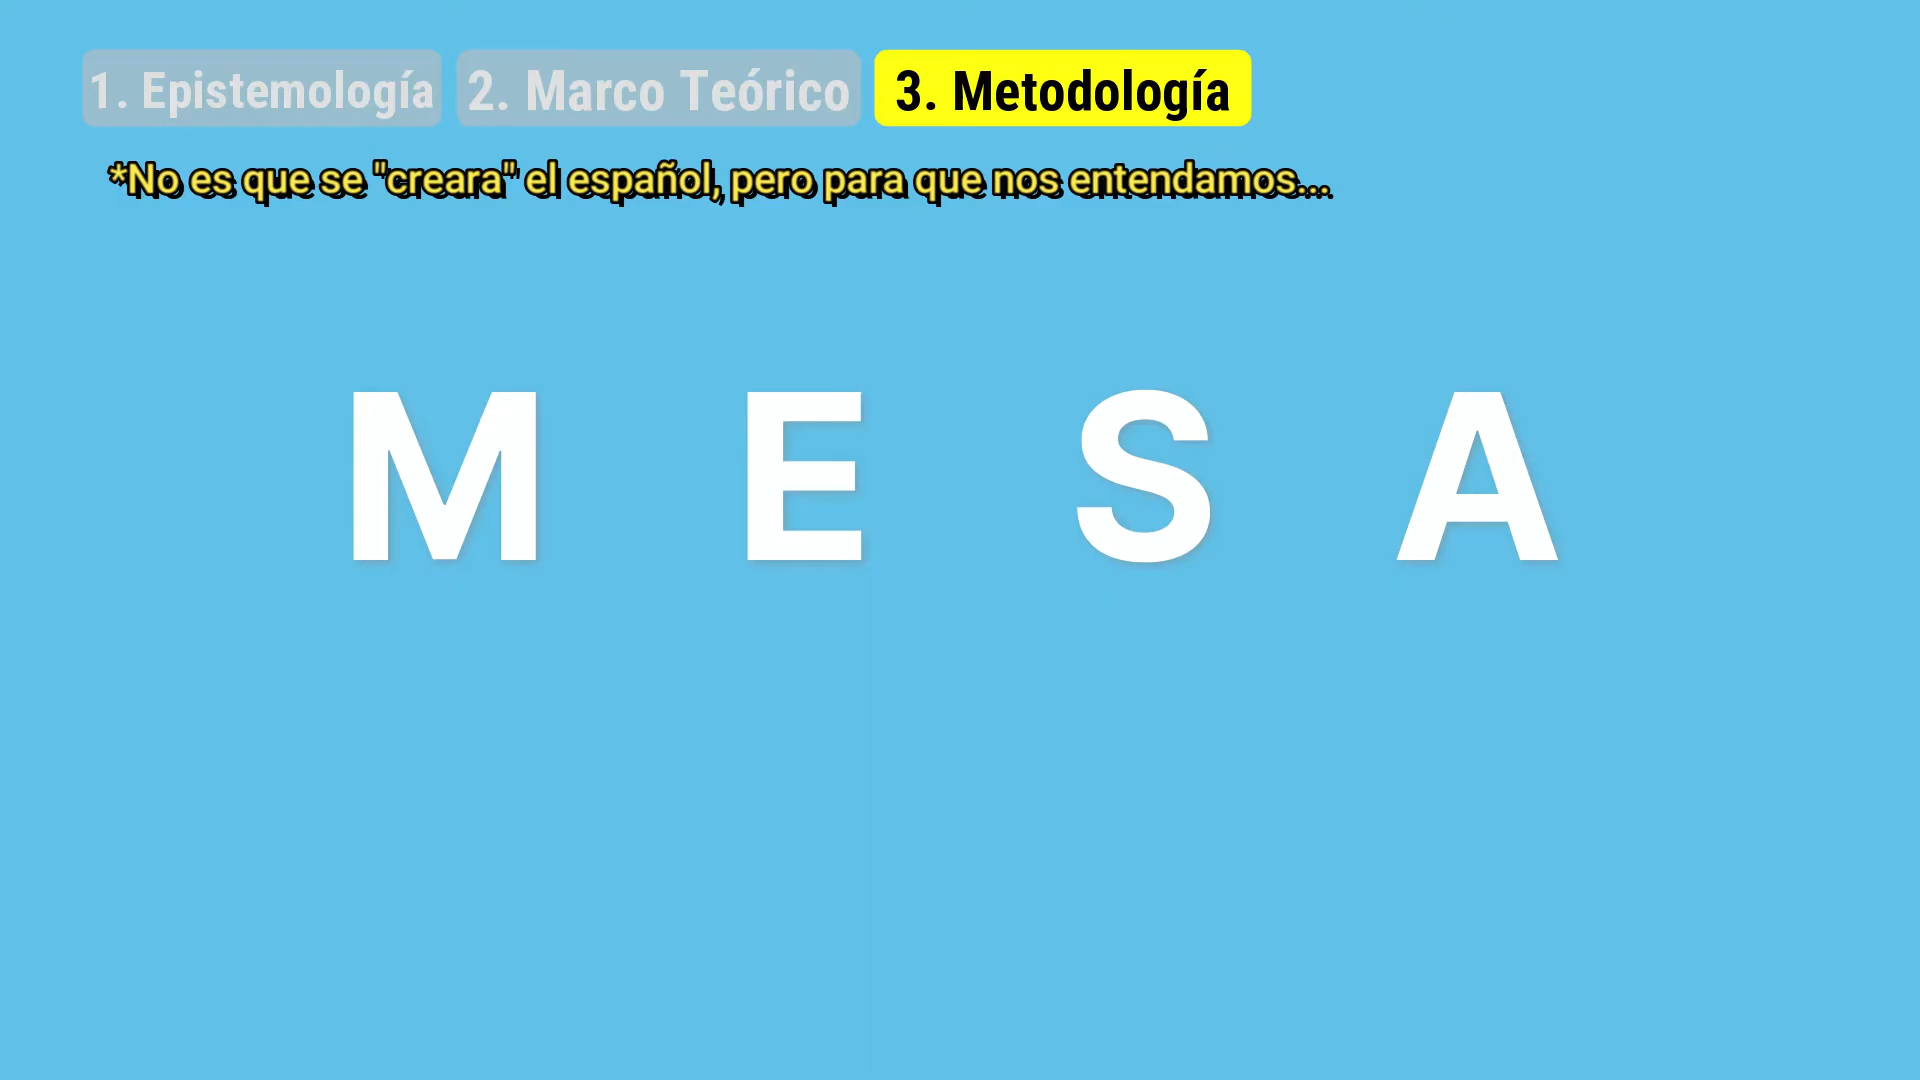 1. Epistemología 2. Marco Teórico 3. Metodología
*No es que se "creara" el español, pero para que nos entendamos...
M E S A